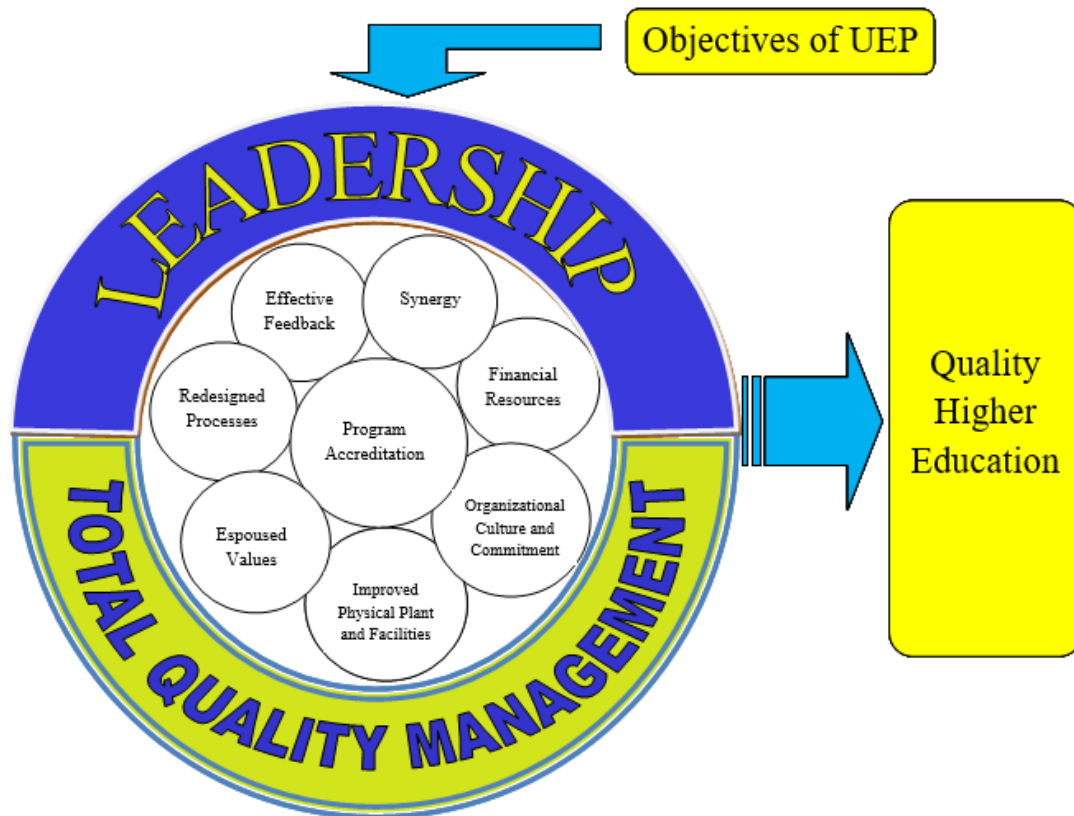 Objectives of UEP
LEADERSHIP
Effective
Feedback
Synergy
Redesigned
Processes
Financial
Resources
Program
Accreditation
Espoused
Values
Organizational
Culture and
Commitment
Improved
Physical Plant
and Facilities
TOTAL QUALITY MANAGEMENT
Quality
Higher
Education